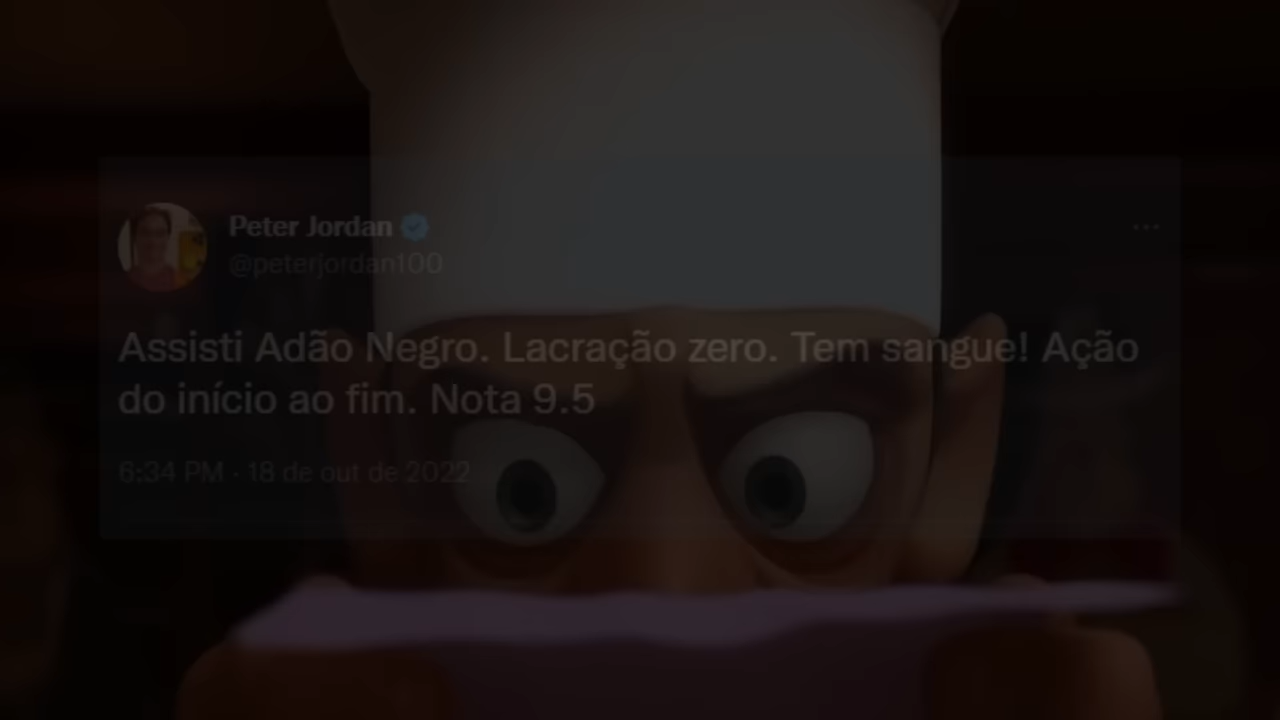 Peter Jordan
@peterjordan100
Assisti Adão Negro. Lacração zero. Tem sangue! Ação
do início ao fim. Nota 9.5
6:34 PM · 18 de out de 2022